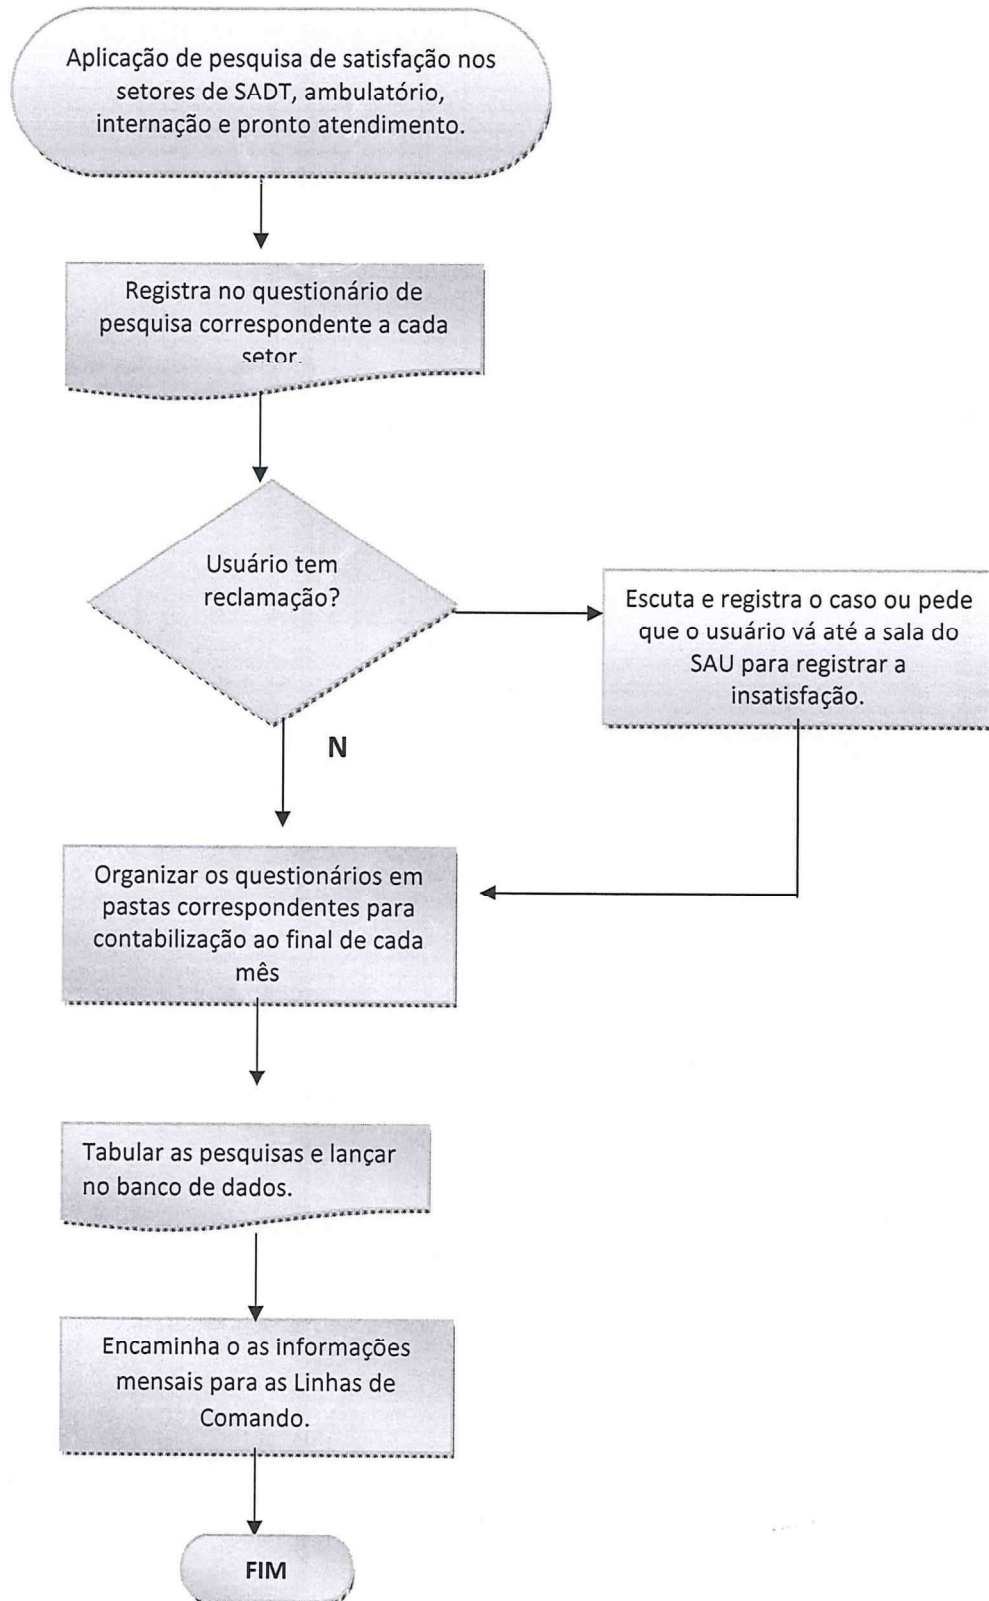 Aplicação de pesquisa de satisfação nos
setores de SADT, ambulatório,
internação e pronto atendimento.
Registra no questionário de
pesquisa correspondente a cada
setor.
Usuário tem
reclamação?
Escuta e registra o caso ou pede
que o usuário vá até a sala do
SAU para registrar a
insatisfação.
N
Organizar os questionários em
pastas correspondentes para
contabilização ao final de cada
mês
Tabular as pesquisas e lançar
no banco de dados.
Encaminha o as informações
mensais para as Linhas de
Comando.
FIM